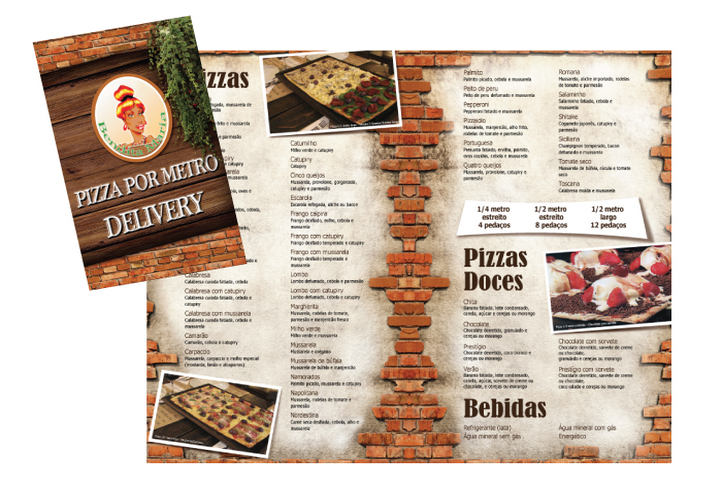 Benedita Maria
PIZZA POR METRO
DELIVERY
izzas
Calabresa
Calabresa curada fatiada, cebola
Calabresa com catupiry
Calabresa curada fatiada, cebola e
catupiry
Calabresa com mussarela
Calabresa curada fatiada, cebola e
mussarela
Camarão
Camarão, cebola e catupiry
Carpaccio
Mussarela, carpaccio e molho especial
(mostarda, limão e alcaparras)
Catumilho
Milho verde e catupiry
Catupiry
Catupiry
Cinco queijos
Mussarela, provolone, gorgonzola,
catupiry e parmesão
Escarola
Escarola refogada, aliche ou bacon
Frango caipira
Frango desfiado, milho, cebola e
mussarela
Frango com catupiry
Frango desfiado temperado e catupiry
Frango com mussarela
Frango desfiado temperado e
mussarela
Lombo
Lombo defumado, catupiry e parmesão
Lombo com catupiry
Lombo defumado, cebola e catupiry
Margherita
Mussarela, rodelas de tomate,
parmesão e manjericão fresco
Milho verde
Milho verde e mussarela
Mussarela
Mussarela e orégano
Mussarela de búfala
Mussarela de búfala e manjericão
Namorados
Palmito picado, mussarela e catupiry
Napolitana
Mussarela, rodelas de tomate e
parmesão
Nordestina
Carne seca desfiada, cebola, alho e
mussarela
Palmito
Palmito picado, cebola e mussarela
Peito de peru
Peito de peru defumado e mussarela
Pepperoni
Pepperoni fatiado e mussarela
Pizzaiolo
Mussarela, manjericão, alho frito,
rodelas de tomate e parmesão
Portuguesa
Presunto fatiado, ervilha, palmito,
ovos cozidos, cebola e mussarela
Quatro queijos
Mussarela, provolone, catupiry e
parmesão
Romana
Mussarela, aliche importado, rodelas
de tomate e parmesão
Salaminho
Salaminho fatiado, cebola e
mussarela
Shitake
Cogumelo japonês, catupiry e
parmesão
Siciliana
Champignon temperado, bacon
defumado e mussarela
Tomate seco
Mussarela de búfala, rúcula e tomate
seco
Toscana
Calabresa moída e mussarela
1/4 metro
estreito
4 pedaços
1/2 metro
estreito
8 pedaços
1/2 metro
largo
12 pedaços
Pizzas
Doces
Chita
Banana fatiada, leite condensado,
canela, açúcar e cerejas ou morango
Chocolate
Chocolate derretido, granulado e
cerejas ou morango
Prestígio
Chocolate derretido, coco branco e
cerejas ou morango
Verão
Banana fatiada, leite condensado,
canela, açúcar, sorvete de creme
ou chocolate, e cerejas ou morango
Chocolate com sorvete
Chocolate derretido, sorvete de creme
ou chocolate,
granulado e cerejas ou morango
Prestígio com sorvete
Chocolate derretido, sorvete de creme
ou chocolate,
coco ralado e cerejas ou morango
Bebidas
Refrigerante (lata)
Água mineral sem gás
Água mineral com gás
Energético